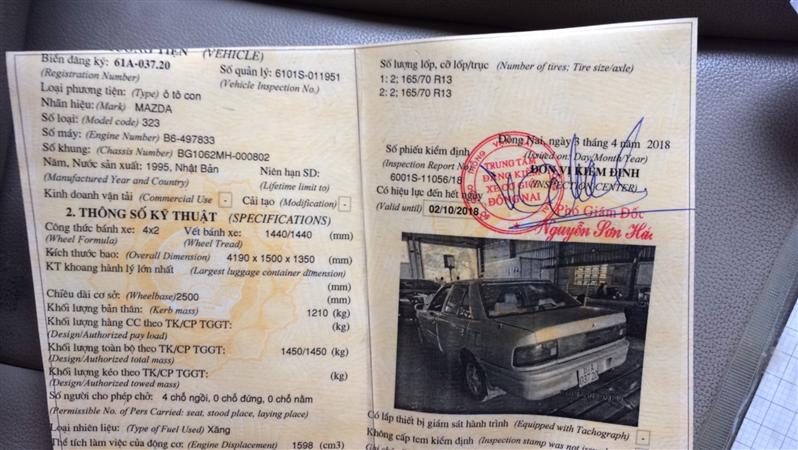 TIỆN (VEHICLE)
Biển đăng ký: 61A-037.20
(Registration Number)
Số quản lý: 6101S-011951
(Vehicle Inspection No.)
Loại phương tiện: (Type) ô tô con
Nhãn hiệu: (Mark) MAZDA
Số loại: (Model code) 323
Số máy: (Engine Number) B6-497833
Số khung: (Chassis Number) BG1062MH-000802
Năm, Nước sản xuất: 1995, Nhật Bản
(Manufactured Year and Country)
Niên hạn SD:
(Lifetime limit to)
Kinh doanh vận tải (Commercial Use) - Cải tạo (Modification) -
2. THÔNG SỐ KỸ THUẬT (SPECIFICATIONS)
Công thức bánh xe: 4x2
(Wheel Formula)
Vết bánh xe: 1440/1440 (mm)
(Wheel Tread)
Kích thước bao: (Overall Dimension) 4190 x 1500 x 1350 (mm)
KT khoang hành lý lớn nhất (Largest luggage container dimension)
(mm)
Chiều dài cơ sở: (Wheelbase) 2500 (mm)
Khối lượng bản thân: (Kerb mass) 1210 (kg)
Khối lượng hàng CC theo TK/CP TGGT: (kg)
(Design/Authorized pay load)
Khối lượng toàn bộ theo TK/CP TGGT: 1450/1450 (kg)
(Design/Authorized total mass)
Khối lượng kéo theo TK/CP TGGT: (kg)
(Design/Authorized towed mass)
Số người cho phép chở: 4 chỗ ngồi, 0 chỗ đứng, 0 chỗ nằm
(Permissible No. of Pers Carried: seat, stood place, laying place)
Loại nhiên liệu: (Type of Fuel Used) Xăng
Thể tích làm việc của động cơ: (Engine Displacement) 1598 (cm3)
Số lượng lốp, cỡ lốp/trục (Number of tires; Tire size/axle)
1: 2; 165/70 R13
2: 2; 165/70 R13
Đồng Nai, ngày 3 tháng 4 năm 2018
(Issued on: Day/Month/Year)
Số phiếu kiểm định
(Inspection Report No)
6001S-11056/18
ĐƠN VỊ KIỂM ĐỊNH
(INSPECTION CENTER)
Có hiệu lực đến hết ngày
(Valid until) 02/10/2018
TRUNG TÂM
ĐĂNG KIỂM
XE CƠ GIỚI
ĐỒNG NAI
Phó Giám Đốc
Nguyễn Sơn Hải
Có lắp thiết bị giám sát hành trình (Equipped with Tachograph) -
Không cấp tem kiểm định (Inspection stamp was not